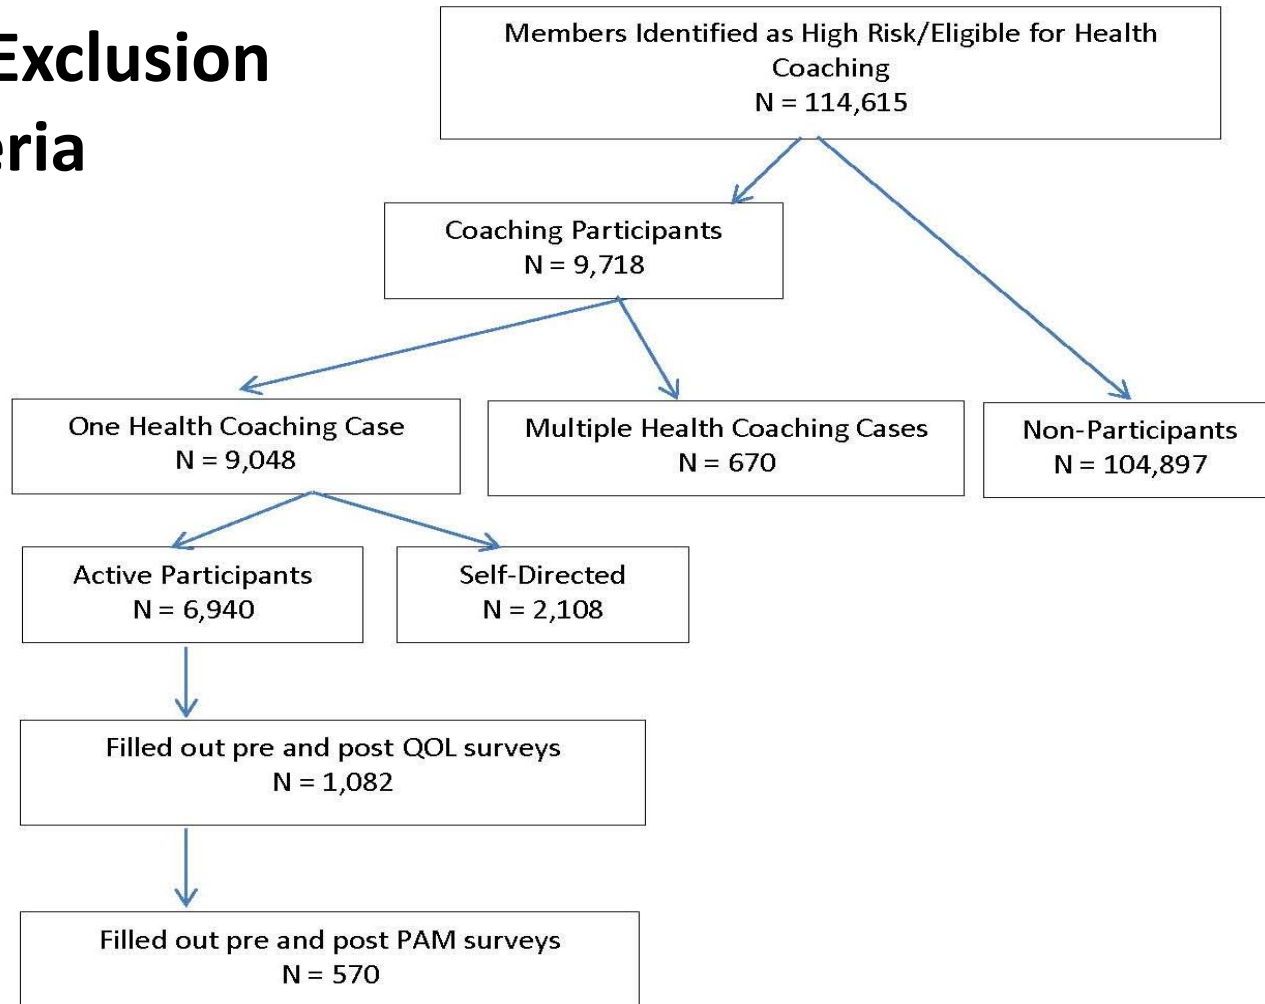 Exclusion
eria
Members Identified as High Risk/Eligible for Health
Coaching
N = 114,615
Coaching Participants
N = 9,718
One Health Coaching Case
N = 9,048
Multiple Health Coaching Cases
N = 670
Non-Participants
N = 104,897
Active Participants
N = 6,940
Self-Directed
N = 2,108
Filled out pre and post QOL surveys
N = 1,082
Filled out pre and post PAM surveys
N = 570